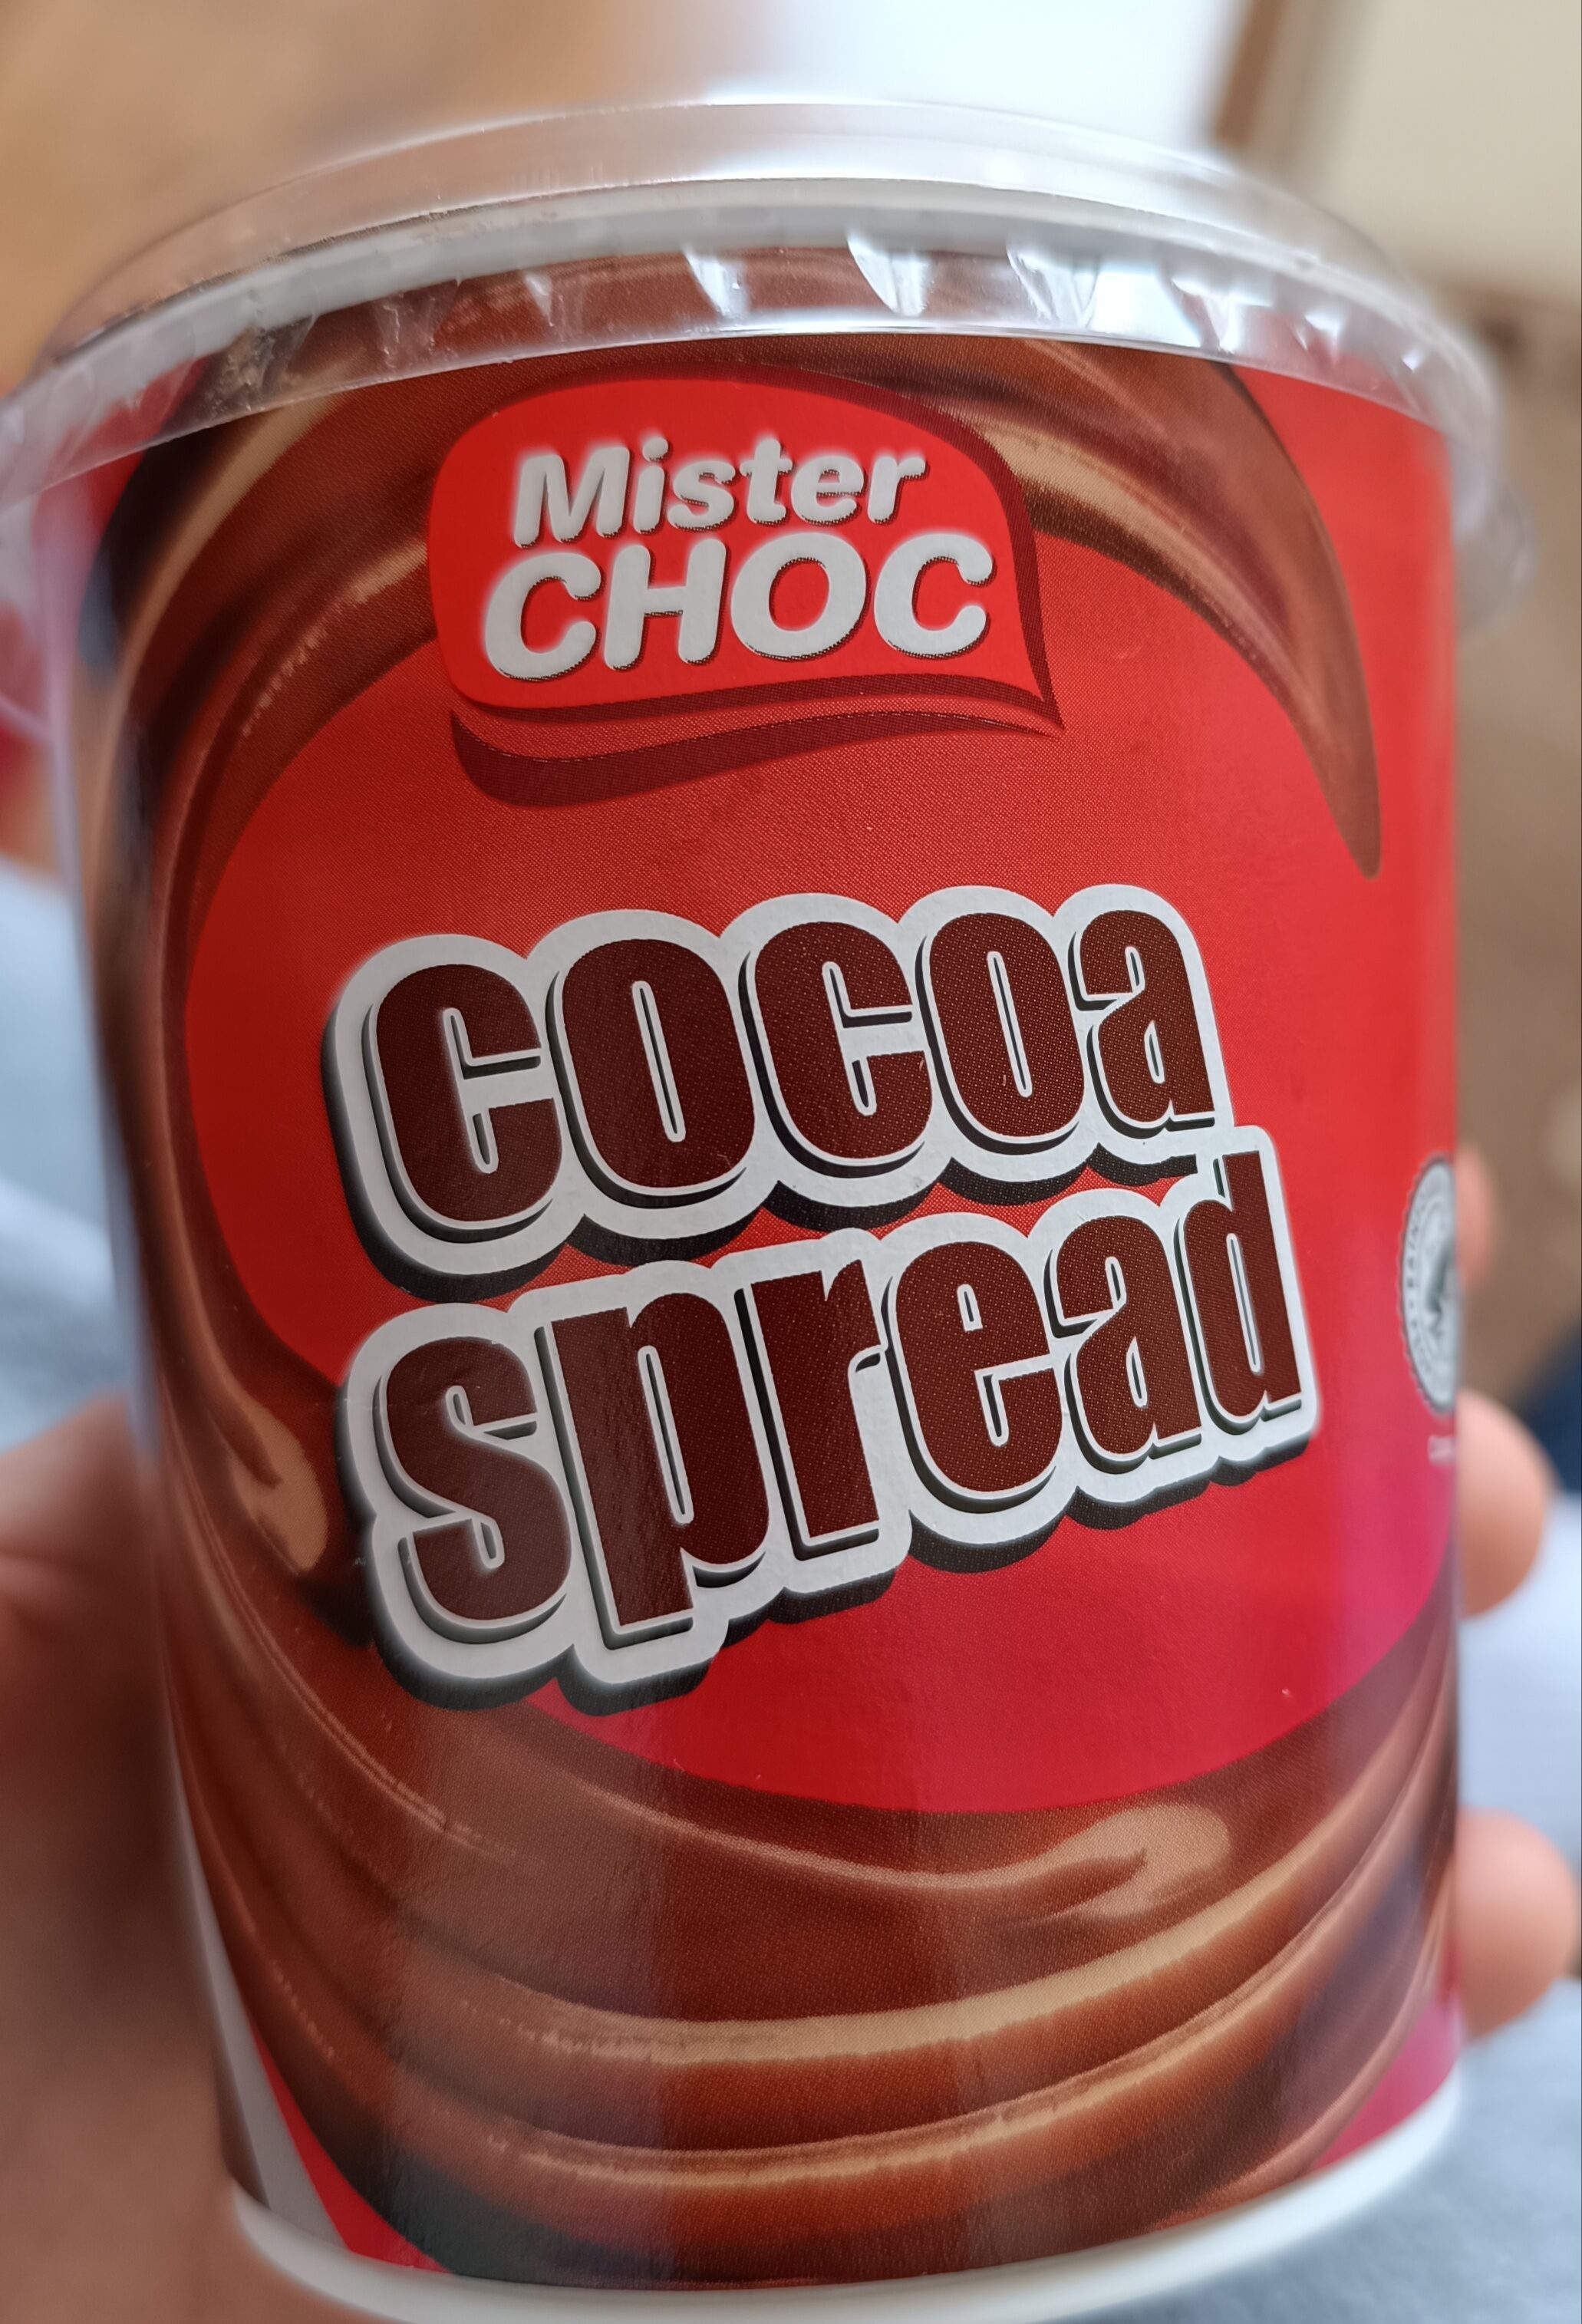 Mister
CHOC
cocoa
spread